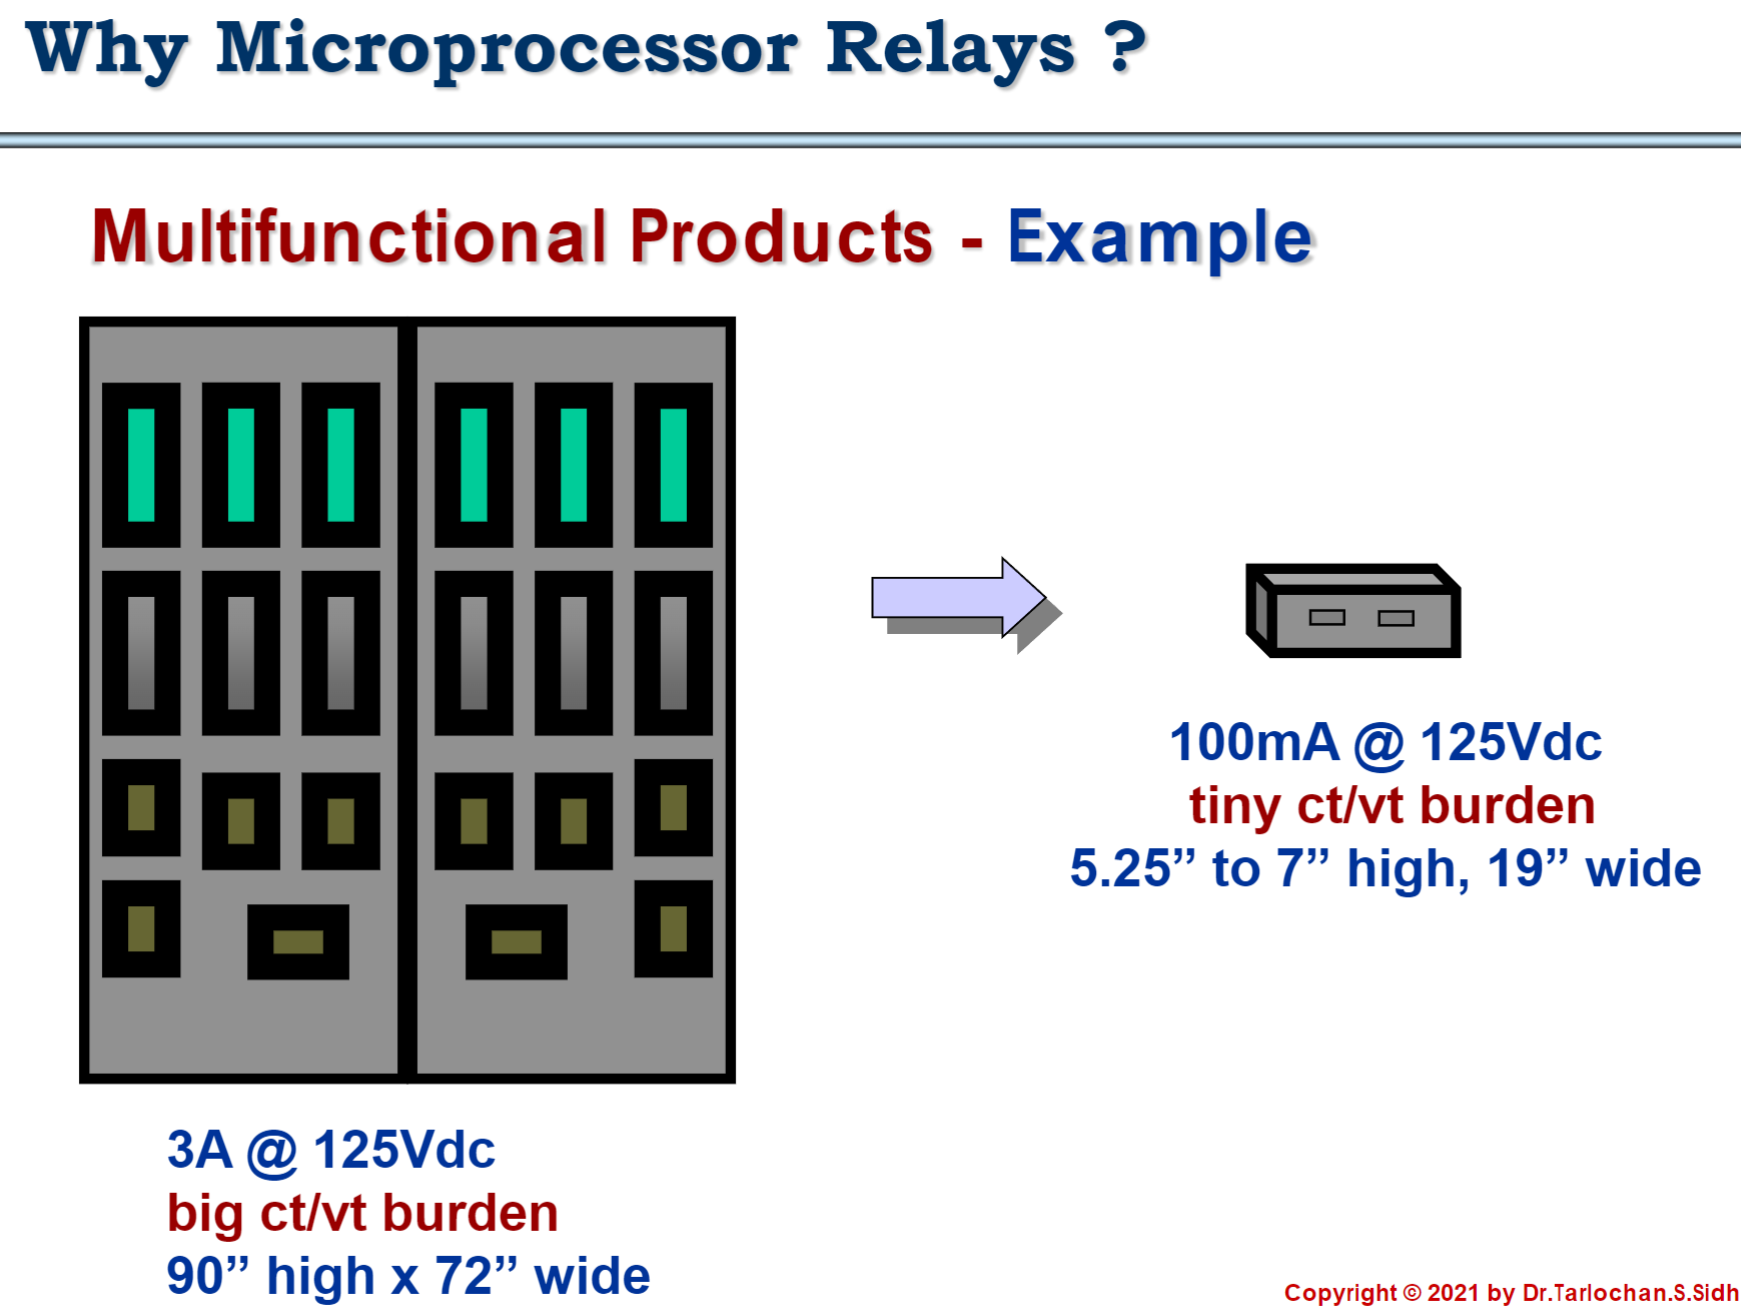 Why Microprocessor Relays ?
Multifunctional Products - Example
100mA @ 125Vdc
tiny ct/vt burden
5.25” to 7” high, 19” wide
3A @ 125Vdc
big ct/vt burden
90” high x 72” wide
Copyright © 2021 by Dr.Tarlochan.S.Sidh